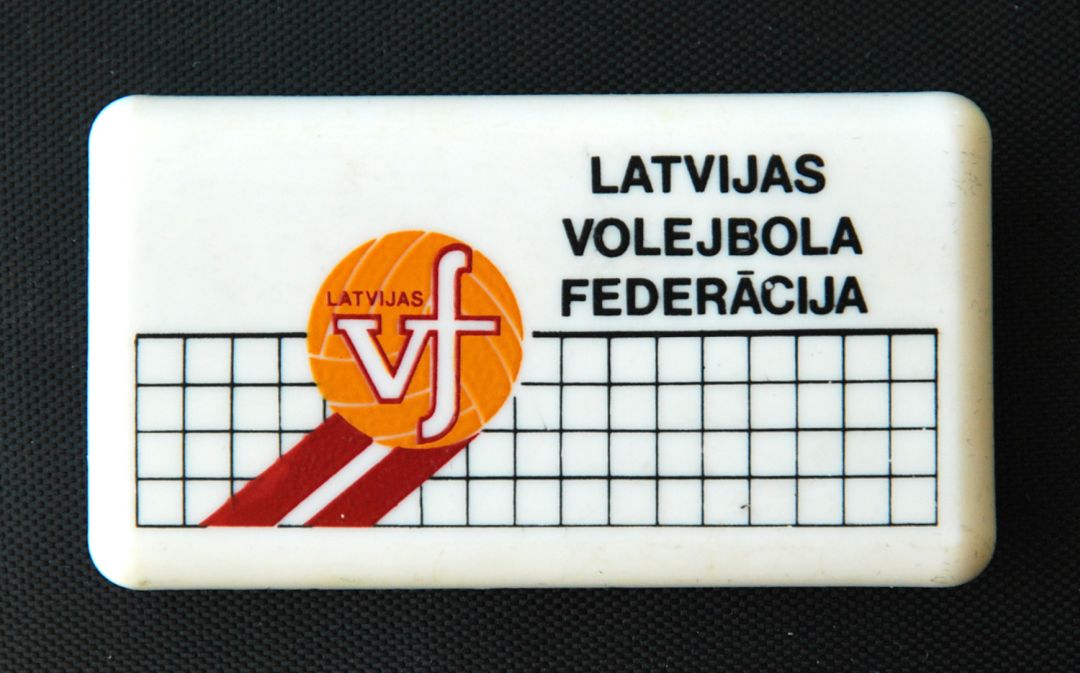 LATVIJAS
VOLEJBOLA
FEDERĀCIJA
LATVIJAS
vf